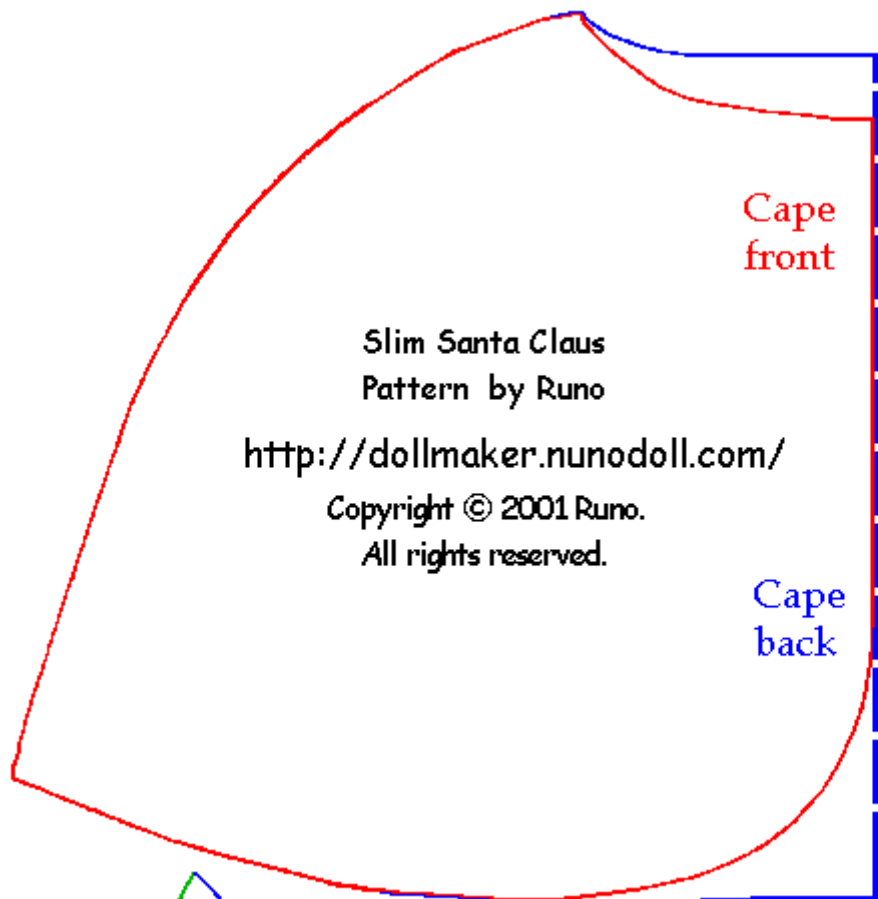 Cape
front
Slim Santa Claus
Pattern by Runo
http://dollmaker.nunodoll.com/
Copyright © 2001 Runo.
All rights reserved.
Cape
back